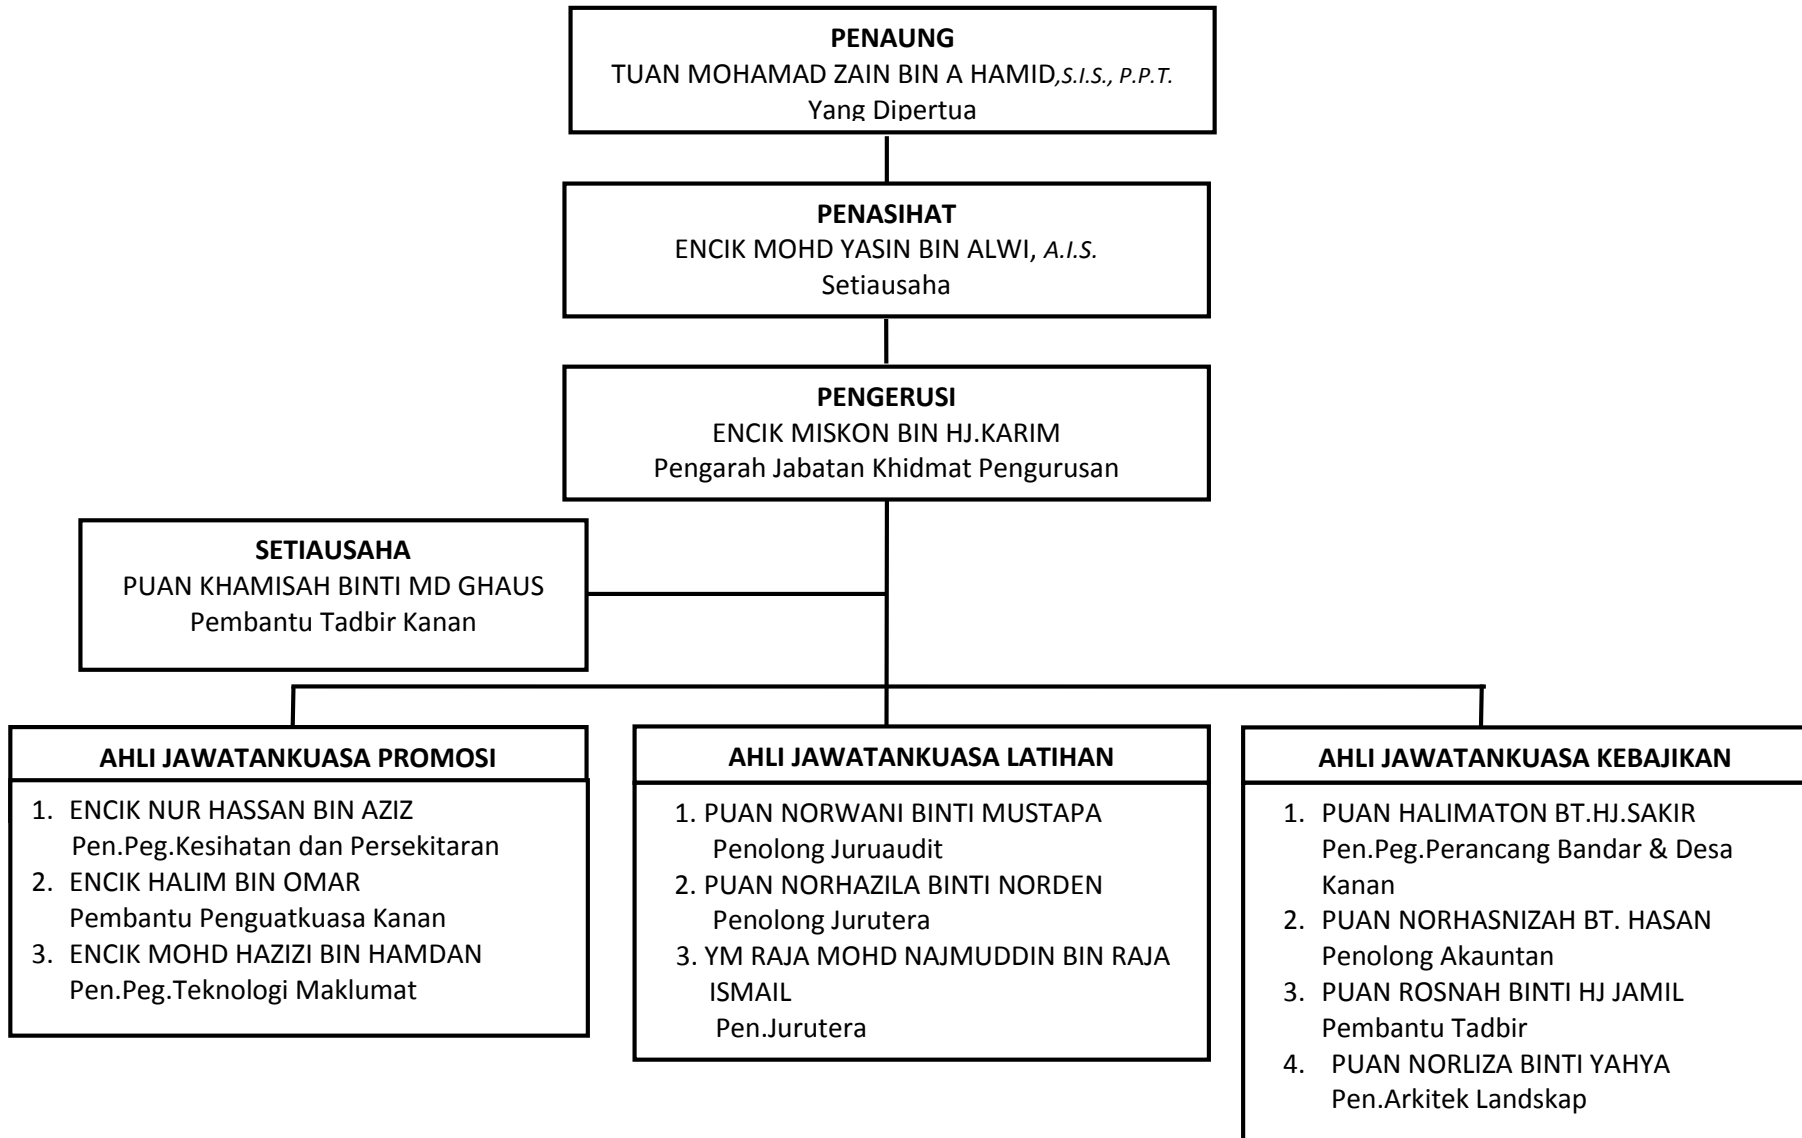 PENAUNG
TUAN MOHAMAD ZAIN BIN A HAMID,S.I.S., P.P.T.
Yang Dipertua
PENASIHAT
ENCIK MOHD YASIN BIN ALWI, A.I.S.
Setiausaha
PENGERUSI
ENCIK MISKON BIN HJ.KARIM
Pengarah Jabatan Khidmat Pengurusan
SETIAUSAHA
PUAN KHAMISAH BINTI MD GHAUS
Pembantu Tadbir Kanan
AHLI JAWATANKUASA PROMOSI
1. ENCIK NUR HASSAN BIN AZIZ
Pen.Peg.Kesihatan dan Persekitaran
2. ENCIK HALIM BIN OMAR
Pembantu Penguatkuasa Kanan
3. ENCIK MOHD HAZIZI BIN HAMDAN
Pen.Peg.Teknologi Maklumat
AHLI JAWATANKUASA LATIHAN
1. PUAN NORWANI BINTI MUSTAPA
Penolong Juruaudit
2. PUAN NORHAZILA BINTI NORDEN
Penolong Jurutera
3. YM RAJA MOHD NAJMUDDIN BIN RAJA
ISMAIL
Pen.Jurutera
AHLI JAWATANKUASA KEBAJIKAN
1. PUAN HALIMATON BT.HJ.SAKIR
Pen.Peg.Perancang Bandar & Desa
Kanan
2. PUAN NORHASNIZAH BT. HASAN
Penolong Akauntan
3. PUAN ROSNAH BINTI HJ JAMIL
Pembantu Tadbir
4. PUAN NORLIZA BINTI YAHYA
Pen.Arkitek Landskap